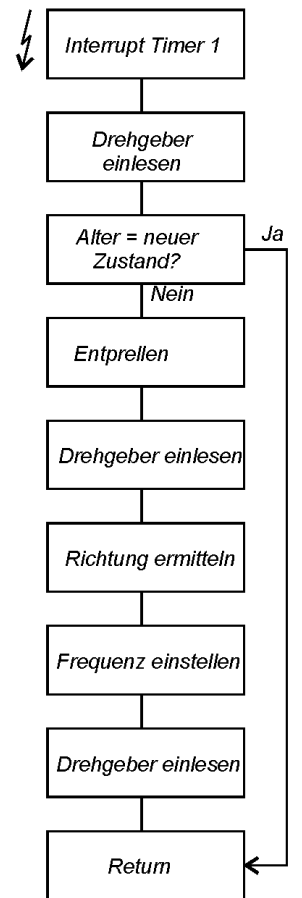 Interrupt Timer 1
Drehgeber
einlesen
Alter = neuer
Zustand?
Ja
Nein
Entprellen
Drehgeber einlesen
Richtung ermitteln
Frequenz einstellen
Drehgeber einlesen
Return